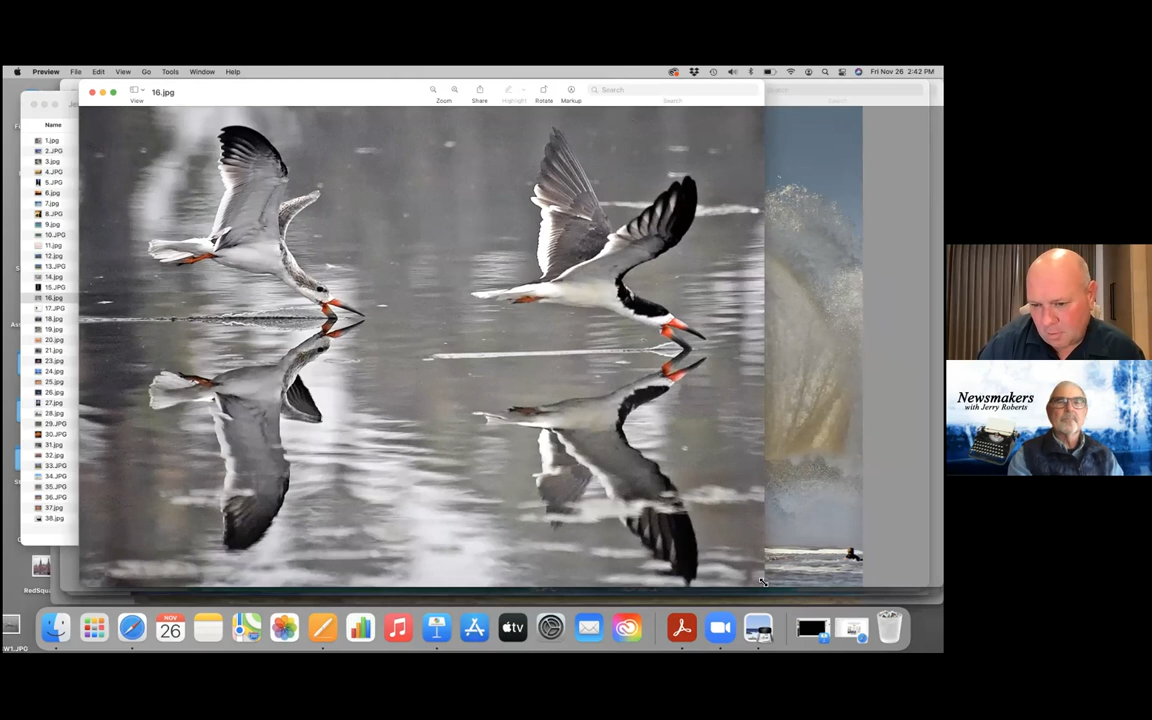 Preview File Edit View Go Tools Window Help Fri Nov 26 2:42 PM
16.jpg
Search
View Zoom Share Highlight Rotate Markup Search
Search
Name
1.jpg
2.JPG
3.jpg
4.JPG
5.JPG
6.jpg
7.jpg
8.JPG
9.jpg
10.JPG
11.jpg
12.jpg
13.JPG
14.jpg
15.JPG
16.jpg
17.JPG
18.jpg
19.jpg
20.jpg
21.jpg
23.jpg
24.jpg
25.jpg
26.jpg
27.jpg
28.jpg
29.JPG
30.JPG
31.jpg
32.jpg
33.JPG
34.JPG
35.JPG
36.JPG
37.jpg
38.jpg
RedSqu
W1.JPG
NOV
26
tv
Newsmakers
with Jerry Roberts